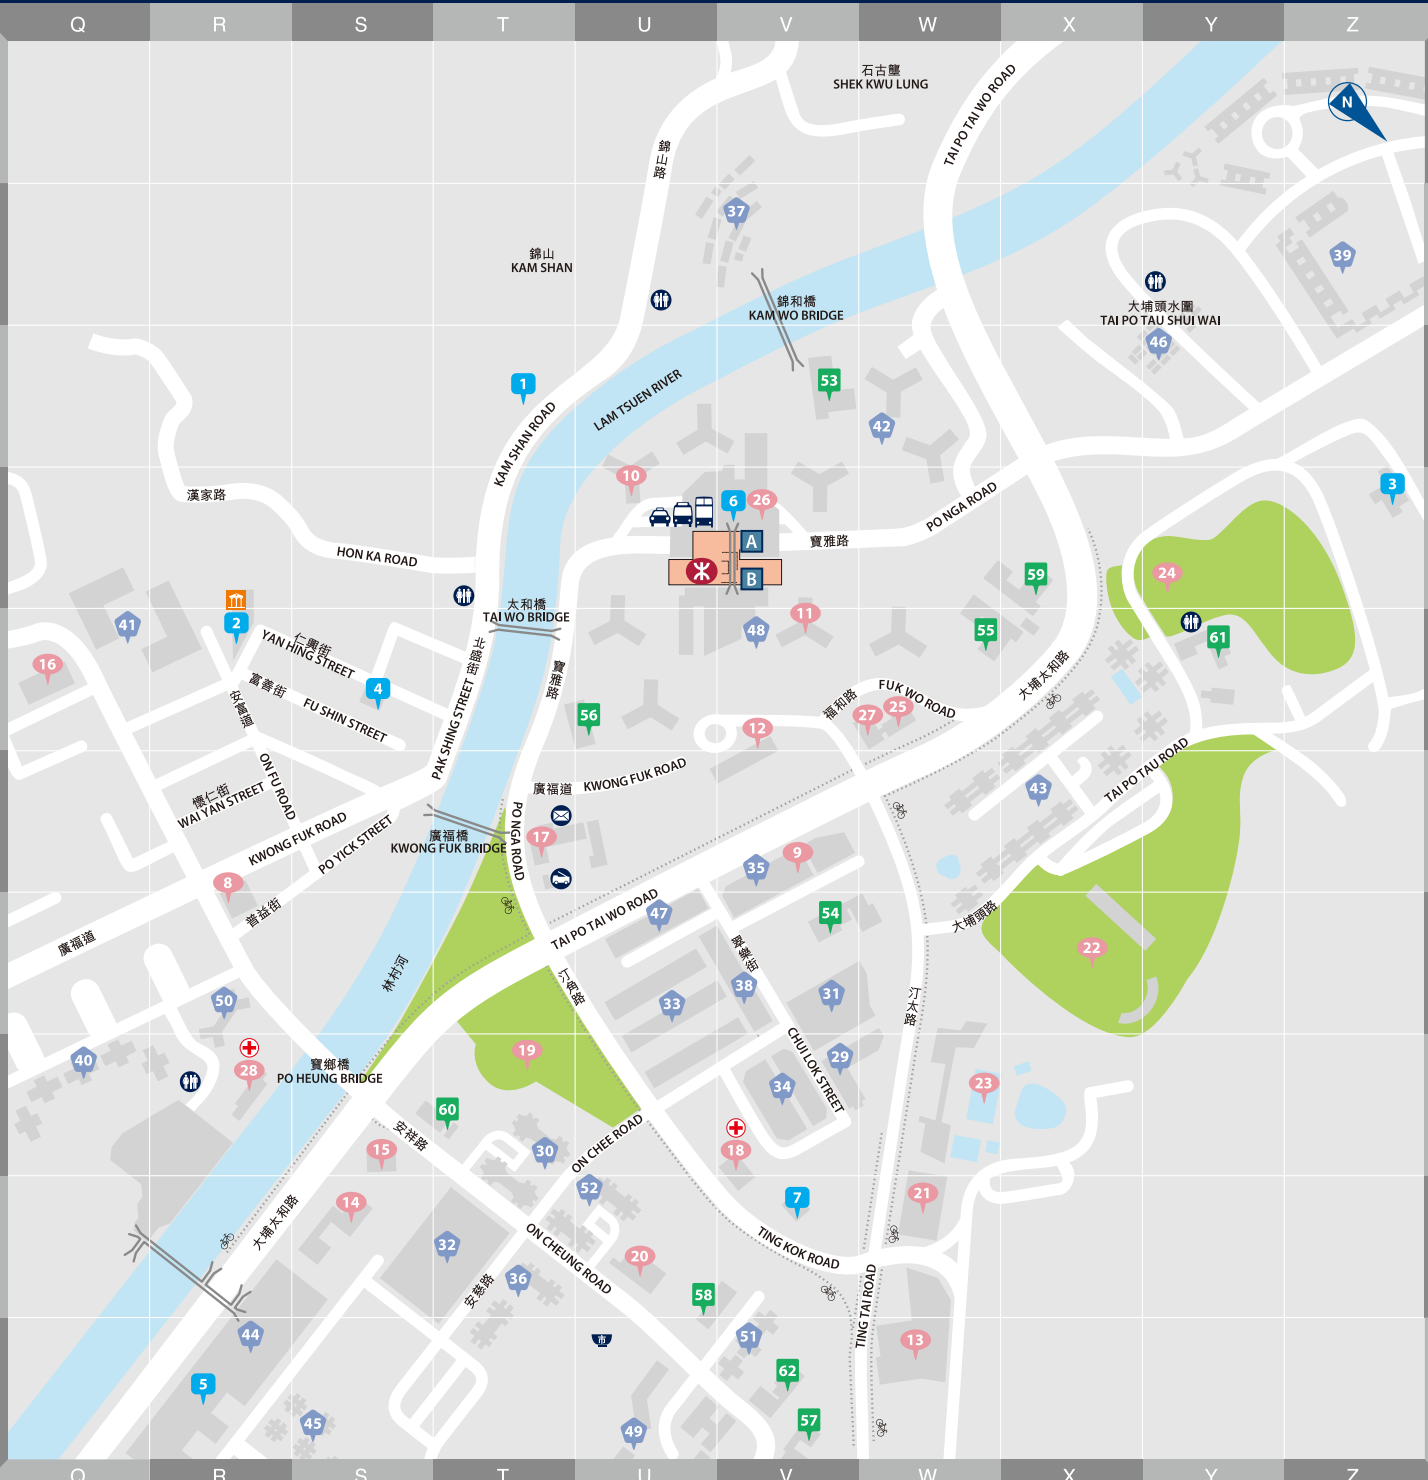 Q R S T U V W X Y Z
石古壟
SHEK KWU LUNG
TAI PO TAI WO ROAD
N
錦山路
37
錦山
KAM SHAN
39
錦和橋
KAM WO BRIDGE
大埔頭水圍
TAI PO TAU SHUI WAI
46
1
53
LAM TSUEN RIVER
KAM SHAN ROAD
42
10
6
26
3
漢家路
PO NGA ROAD
A
寶雅路
HON KA ROAD
B
59
24
太和橋
TAI WO BRIDGE
41
2
仁興街
YAN HING STREET
11
48
55
61
16
北盛街
寶雅路
富善街
4
FU SHIN STREET
安富道
大埔太和路
福和路
FUK WO ROAD
56
12
27
25
PAK SHING STREET
ON FU ROAD
KWONG FUK ROAD
廣福道
TAI PO TAU ROAD
43
懷仁街
WAI YAN STREET
KWONG FUK ROAD
PO YICK STREET
廣福橋
KWONG FUK BRIDGE
PO NGA ROAD
17
9
35
8
普益街
47
TAI PO TAI WO ROAD
54
大埔頭路
廣福道
翠樂街
22
林村河
汀角路
50
33
38
31
汀太路
寶鄉橋
PO HEUNG BRIDGE
40
28
19
CHUI LOK STREET
29
34
23
60
安祥路
15
30
ON CHEE ROAD
18
52
7
21
14
大埔太和路
32
ON CHEUNG ROAD
TING KOK ROAD
20
36
安慈路
58
TING TAI ROAD
44
市
51
13
5
62
45
49
57
Q R S T U V W X Y Z